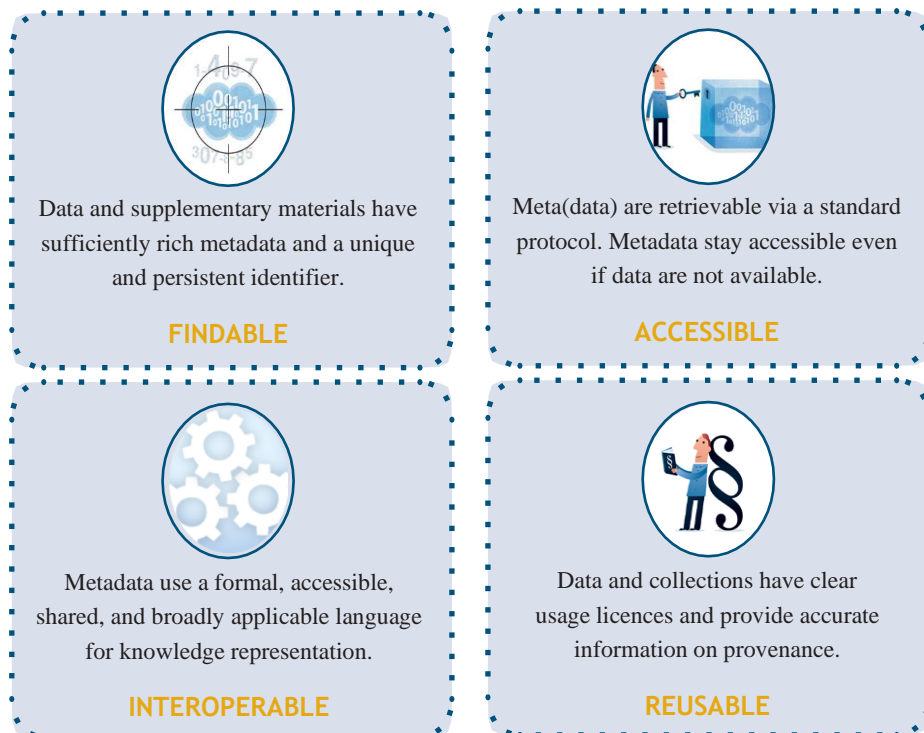 Data and supplementary materials have
sufficiently rich metadata and a unique
and persistent identifier.
FINDABLE
Meta(data) are retrievable via a standard
protocol. Metadata stay accessible even
if data are not available.
ACCESSIBLE
Metadata use a formal, accessible,
shared, and broadly applicable language
for knowledge representation.
INTEROPERABLE
§
§
Data and collections have clear
usage licences and provide accurate
information on provenance.
REUSABLE